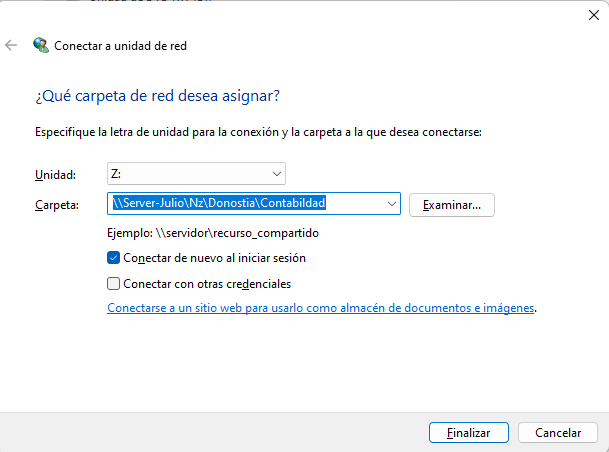 Conectar a unidad de red
¿Qué carpeta de red desea asignar?
Especifique la letra de unidad para la conexión y la carpeta a la que desea conectarse:
Unidad: Z:
Carpeta: \\Server-Julio\Nz\Donostia\Contabildad Examinar...
Ejemplo: \\servidor\recurso_compartido
Conectar de nuevo al iniciar sesión
Conectar con otras credenciales
Conectarse a un sitio web para usarlo como almacén de documentos e imágenes.
Finalizar Cancelar